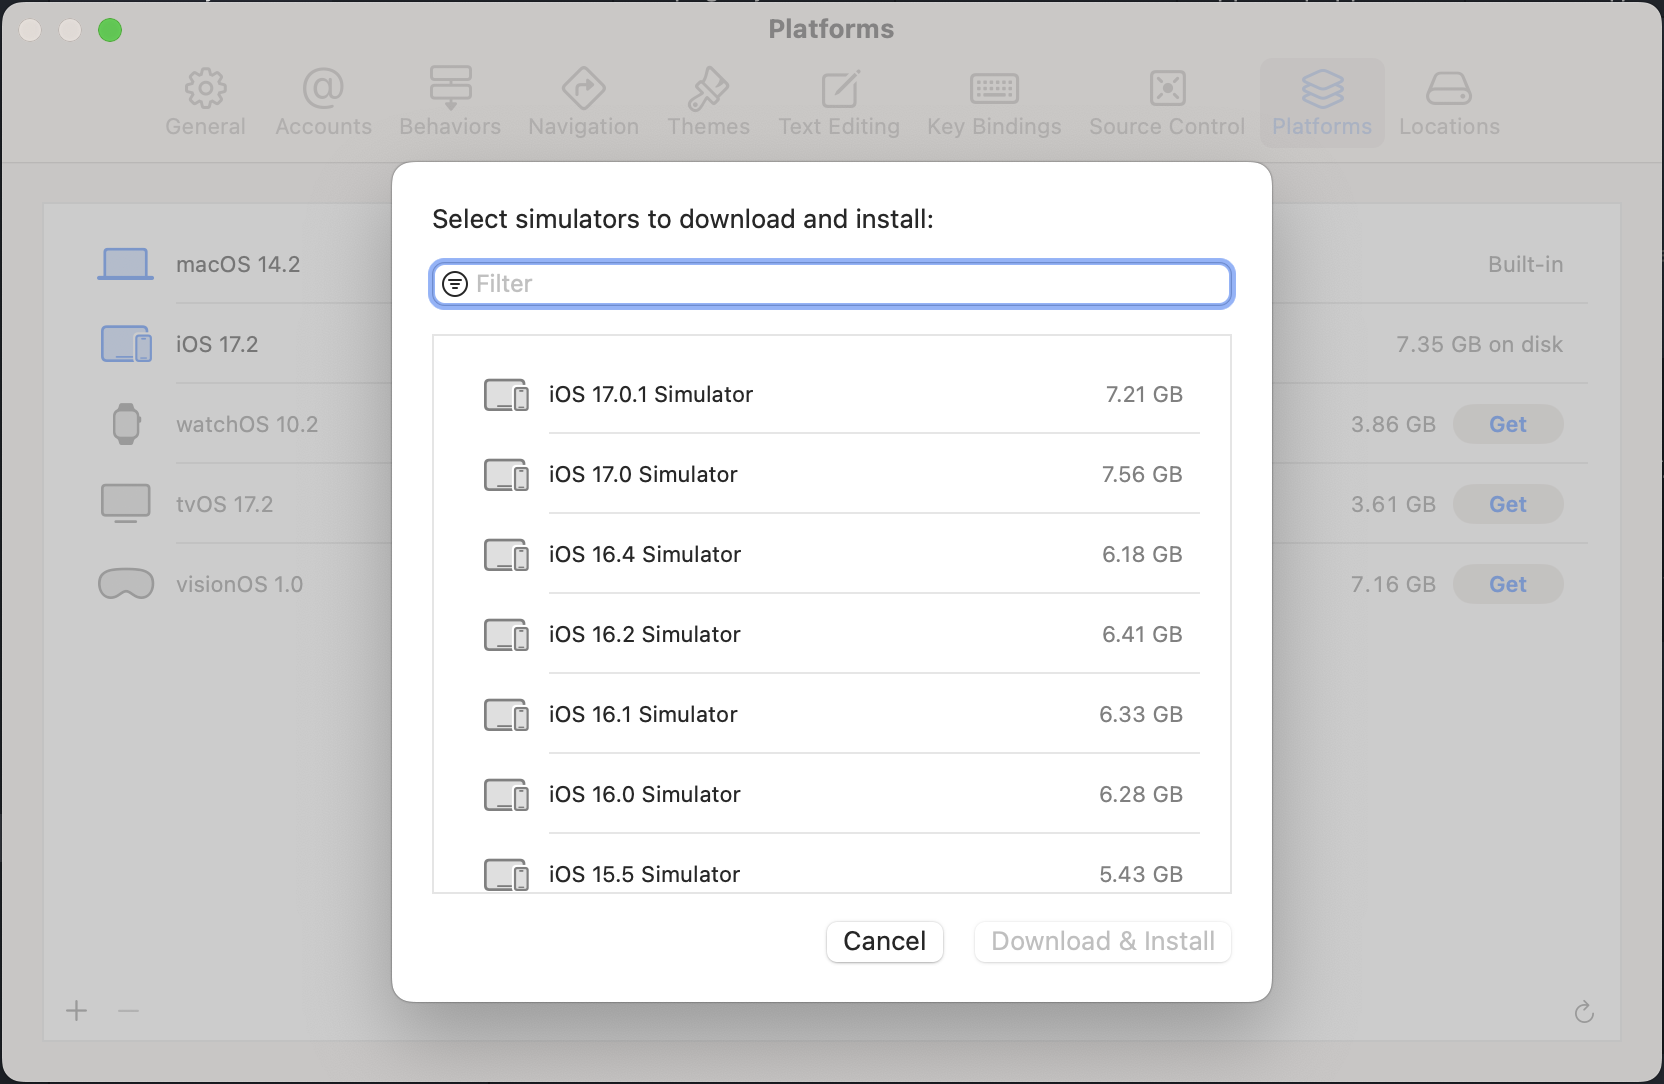 Platforms
General
Accounts
Behaviors
Navigation
Themes
Text Editing
Key Bindings
Source Control
Platforms
Locations
macOS 14.2
Built-in
iOS 17.2
7.35 GB on disk
watchOS 10.2
3.86 GB
Get
tvOS 17.2
3.61 GB
Get
visionOS 1.0
7.16 GB
Get
Select simulators to download and install:
Filter
iOS 17.0.1 Simulator
7.21 GB
iOS 17.0 Simulator
7.56 GB
iOS 16.4 Simulator
6.18 GB
iOS 16.2 Simulator
6.41 GB
iOS 16.1 Simulator
6.33 GB
iOS 16.0 Simulator
6.28 GB
iOS 15.5 Simulator
5.43 GB
Cancel
Download & Install